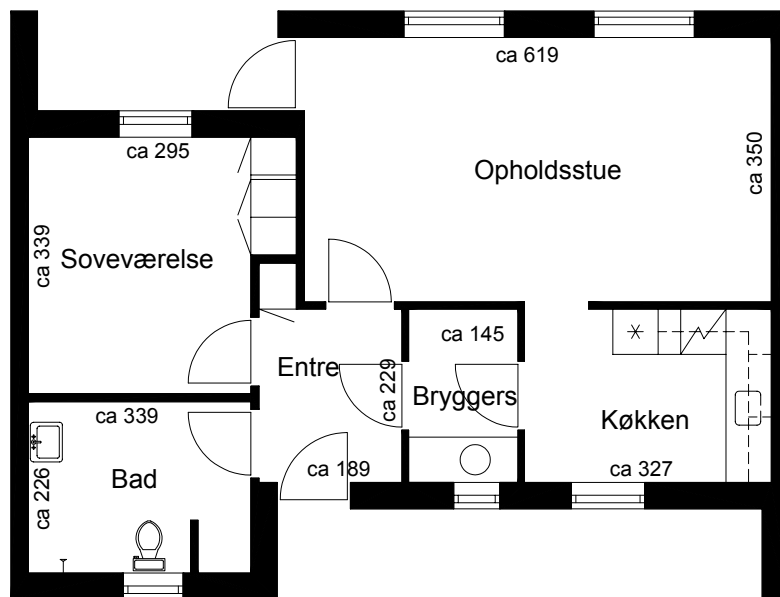 ca 619
ca 295
ca 350
Opholdsstue
ca 339
Soveværelse
ca 145
Entre
ca 229
Bryggers
ca 339
Køkken
Bad
ca 226
ca 189
ca 327